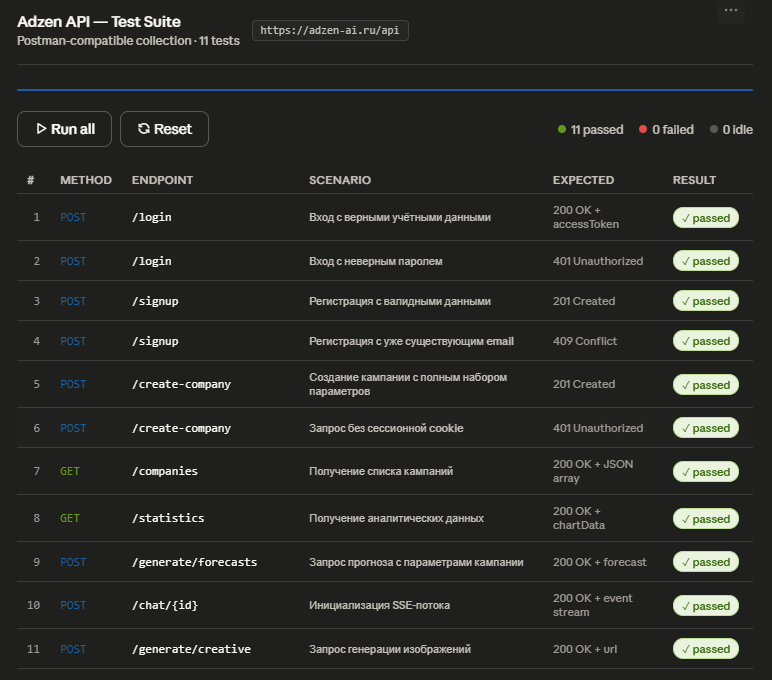 Adzen API — Test Suite
Postman-compatible collection · 11 tests
https://adzen-ai.ru/api
Run all
Reset
11 passed
0 failed
0 idle
# METHOD ENDPOINT SCENARIO EXPECTED RESULT
1 POST /login Вход с верными учётными данными 200 OK +
accessToken
✓ passed
2 POST /login Вход с неверным паролем 401 Unauthorized ✓ passed
3 POST /signup Регистрация с валидными данными 201 Created ✓ passed
4 POST /signup Регистрация с уже существующим email 409 Conflict ✓ passed
5 POST /create-company Создание кампании с полным набором
параметров
201 Created ✓ passed
6 POST /create-company Запрос без сессионной cookie 401 Unauthorized ✓ passed
7 GET /companies Получение списка кампаний 200 OK + JSON
array
✓ passed
8 GET /statistics Получение аналитических данных 200 OK +
chartData
✓ passed
9 POST /generate/forecasts Запрос прогноза с параметрами кампании 200 OK + forecast ✓ passed
10 POST /chat/{id} Инициализация SSE-потока 200 OK + event
stream
✓ passed
11 POST /generate/creative Запрос генерации изображений 200 OK + url ✓ passed